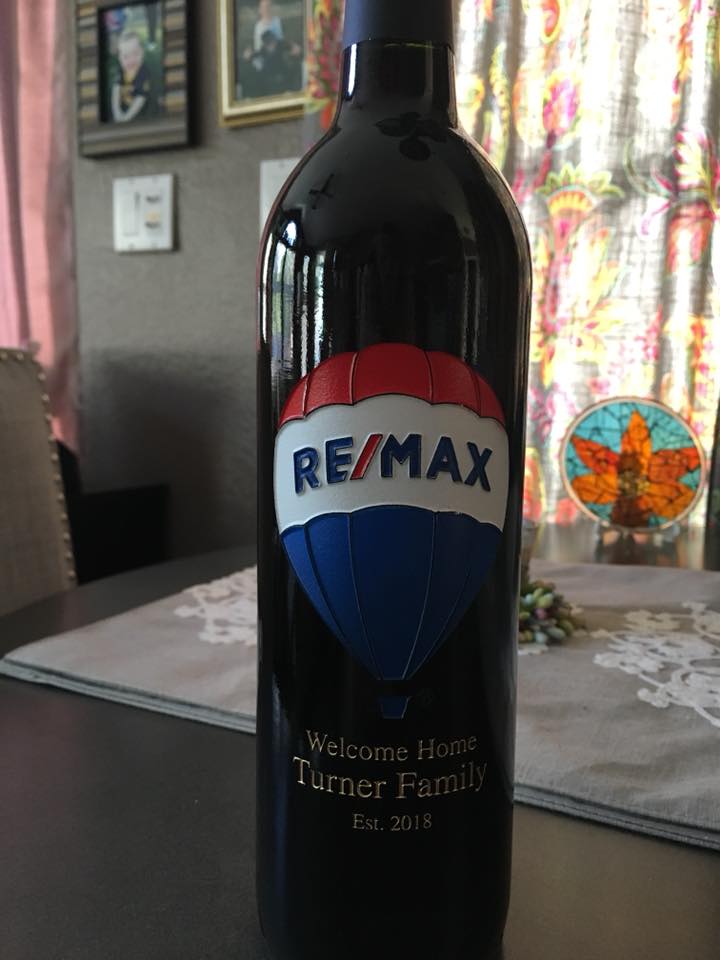 RE/MAX
Welcome Home
Turner Family
Est. 2018